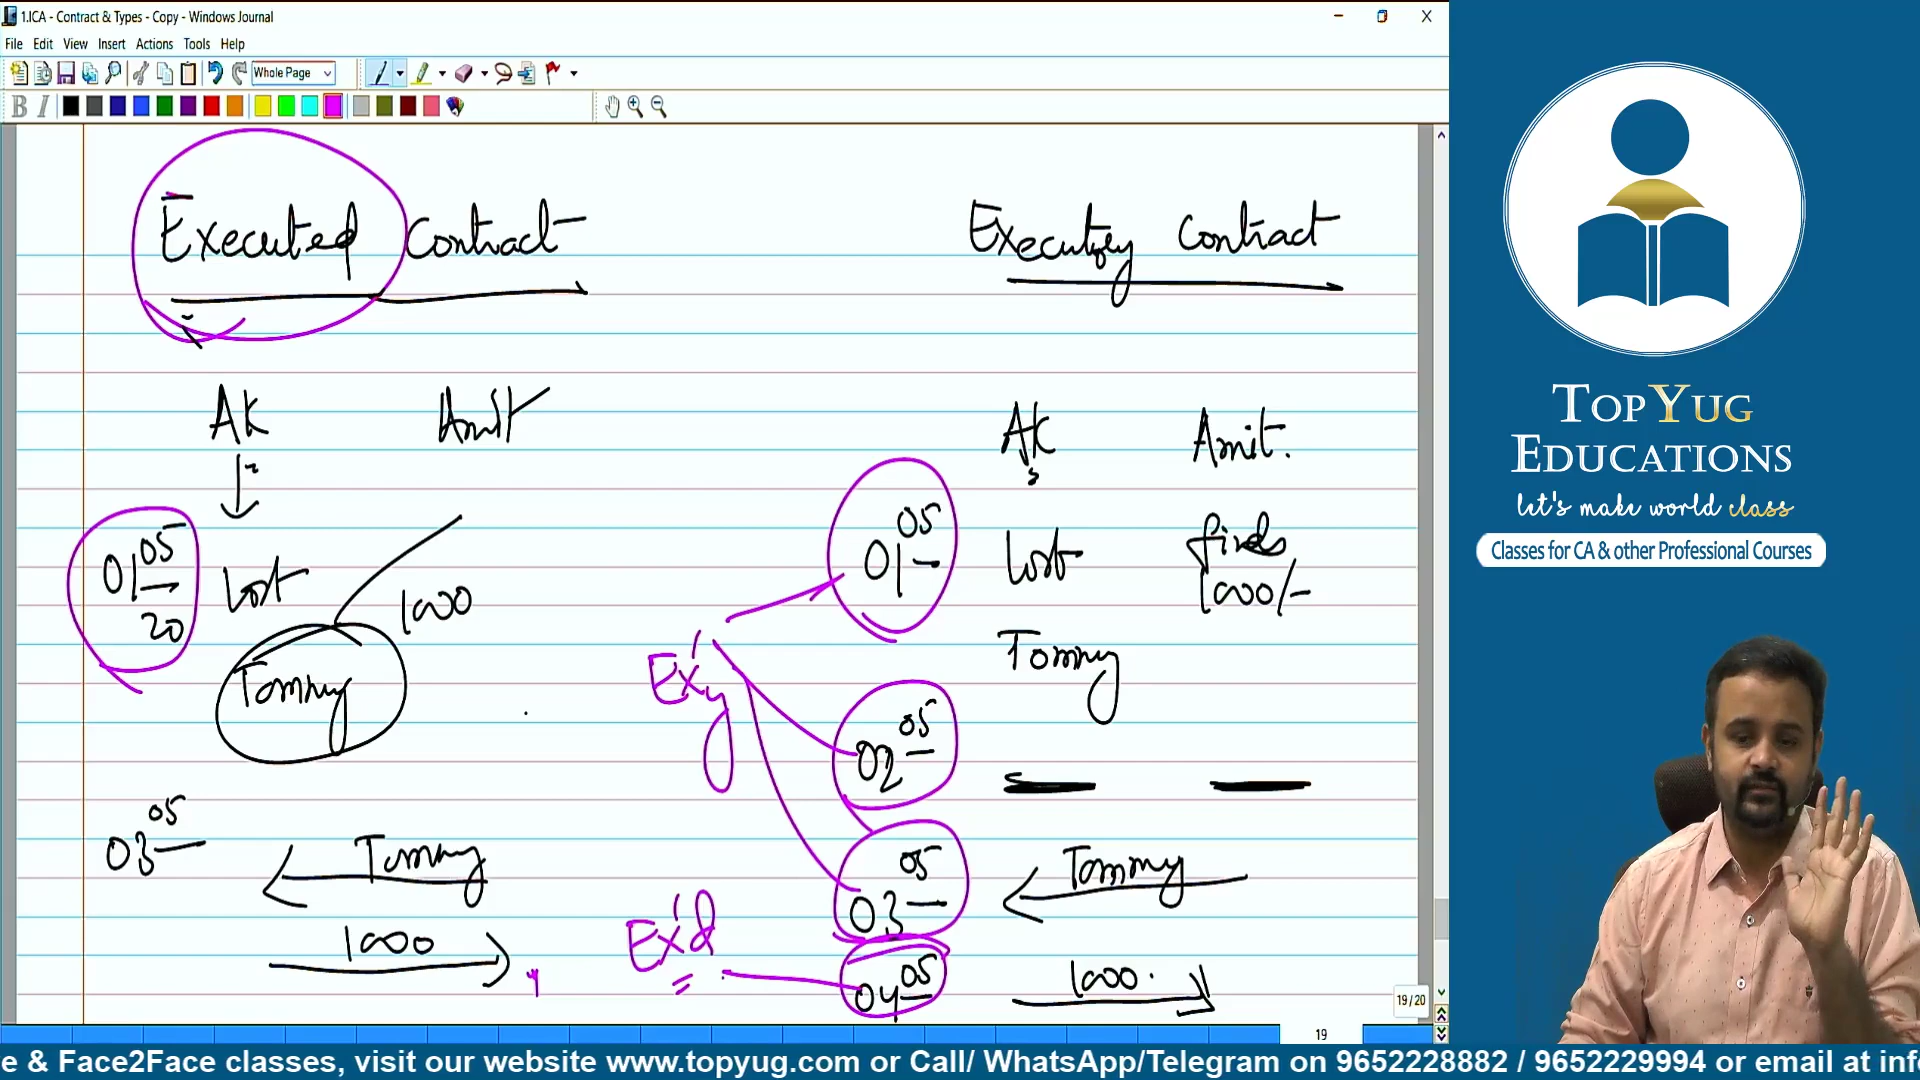 1.ICA - Contract & Types - Copy - Windows Journal
File Edit View Insert Actions Tools Help
Whole Page
B I
Executed Contract
Executory Contract
AK Amit
AK Amit.
01 05
20
Lost
1000
Tommy
01 05
Lost finds
1000/-
Tommy
Ex'y
02 05
03 05
Tommy
1000
Ex'd
03 05
Tommy
04 05
1000.
19/20
19
TOPYUG
EDUCATIONS
let's make world class
Classes for CA & other Professional Courses
e & Face2Face classes, visit our website www.topyug.com or Call/ WhatsApp/Telegram on 9652228882 / 9652229994 or email at info